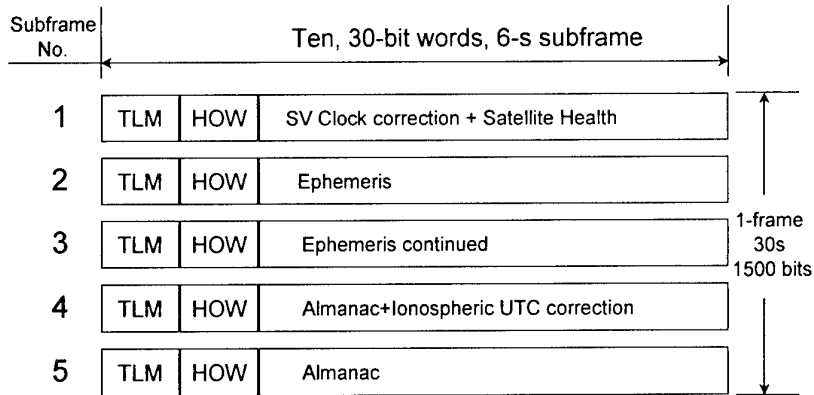 Subframe
No.
Ten, 30-bit words, 6-s subframe
1 TLM HOW SV Clock correction + Satellite Health
2 TLM HOW Ephemeris
3 TLM HOW Ephemeris continued
4 TLM HOW Almanac+Ionospheric UTC correction
5 TLM HOW Almanac
1-frame
30s
1500 bits